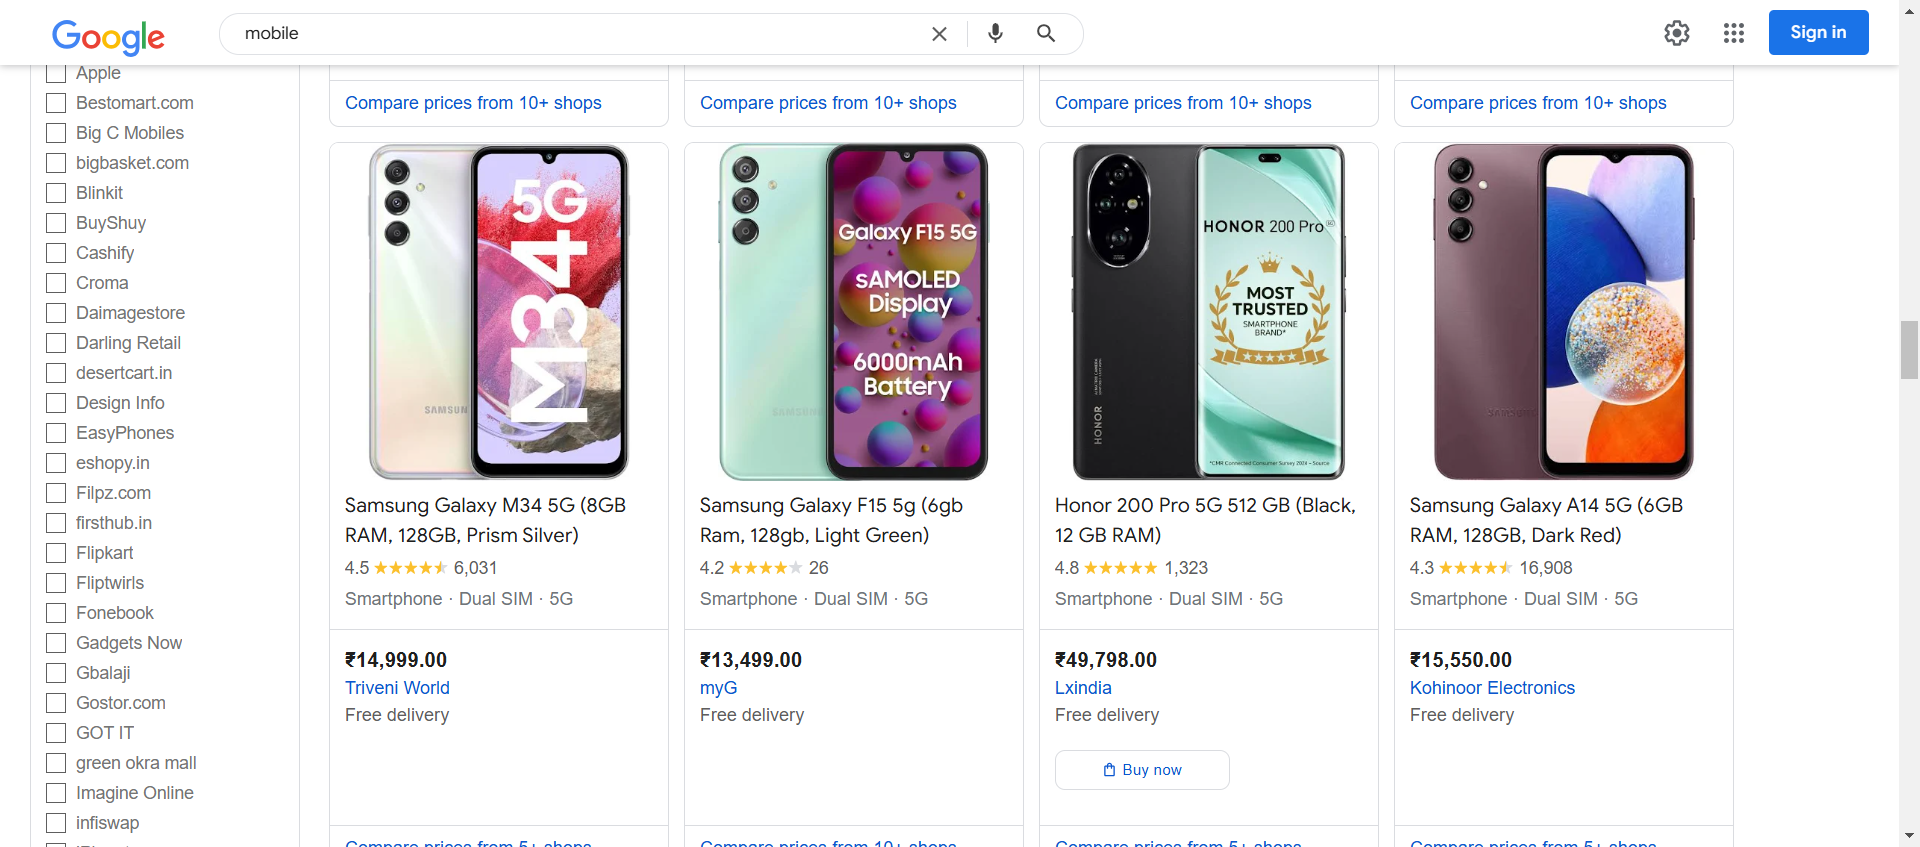 Google
mobile
Sign in
Apple
Bestomart.com
Big C Mobiles
bigbasket.com
Blinkit
BuyShuy
Cashify
Croma
Daimagestore
Darling Retail
desertcart.in
Design Info
EasyPhones
eshopy.in
Filpz.com
firsthub.in
Flipkart
Fliptwirls
Fonebook
Gadgets Now
Gbalaji
Gostor.com
GOT IT
green okra mall
Imagine Online
infiswap
Compare prices from 10+ shops
Compare prices from 10+ shops
Compare prices from 10+ shops
Compare prices from 10+ shops
5G
M34
SAMSUN
Samsung Galaxy M34 5G (8GB
RAM, 128GB, Prism Silver)
4.5 ★★★★★ 6,031
Smartphone · Dual SIM · 5G
₹14,999.00
Triveni World
Free delivery
Compare prices from 5+ shops
Galaxy F15 5G
sAMOLED
Display
6000mAh
Battery
SAMSUNG
Samsung Galaxy F15 5g (6gb
Ram, 128gb, Light Green)
4.2 ★★★★★ 26
Smartphone · Dual SIM · 5G
₹13,499.00
myG
Free delivery
Compare prices from 10+ shops
HONOR 200 Pro 5G
MOST
TRUSTED
SMARTPHONE
BRAND*
*CMR Connected Consumer Survey 2024 - Source
HONOR
Honor 200 Pro 5G 512 GB (Black,
12 GB RAM)
4.8 ★★★★★ 1,323
Smartphone · Dual SIM · 5G
₹49,798.00
Lxindia
Free delivery
Buy now
Compare prices from 5+ shops
SAMSUNG
Samsung Galaxy A14 5G (6GB
RAM, 128GB, Dark Red)
4.3 ★★★★★ 16,908
Smartphone · Dual SIM · 5G
₹15,550.00
Kohinoor Electronics
Free delivery
Compare prices from 5+ shops